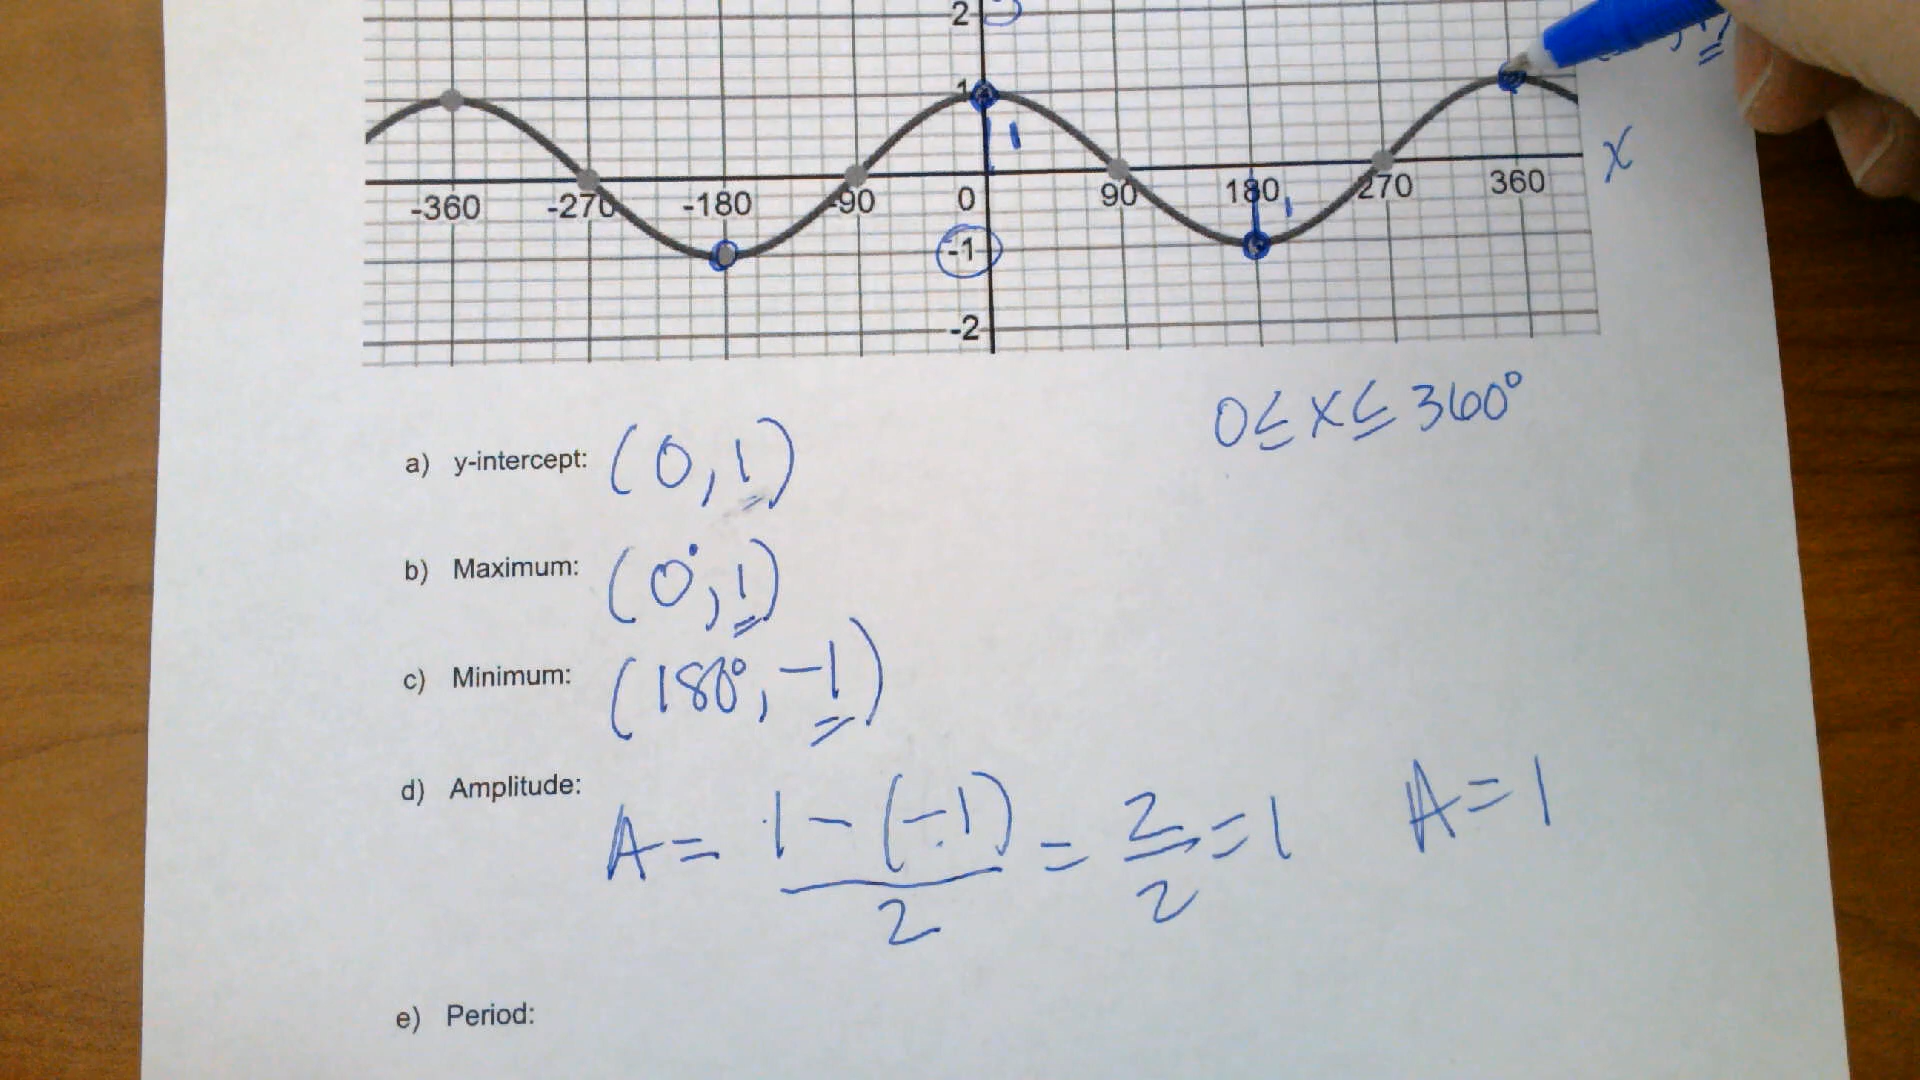 2
1
1
X
-360 -270 -180 -90 0 90 180 270 360
-1
-2
0 ≤ x ≤ 360°
a) y-intercept: (0, 1)
b) Maximum: (0, 1)
c) Minimum: (180°, -1)
d) Amplitude:
A = 1 - (-1) / 2 = 2 / 2 = 1 A = 1
e) Period: